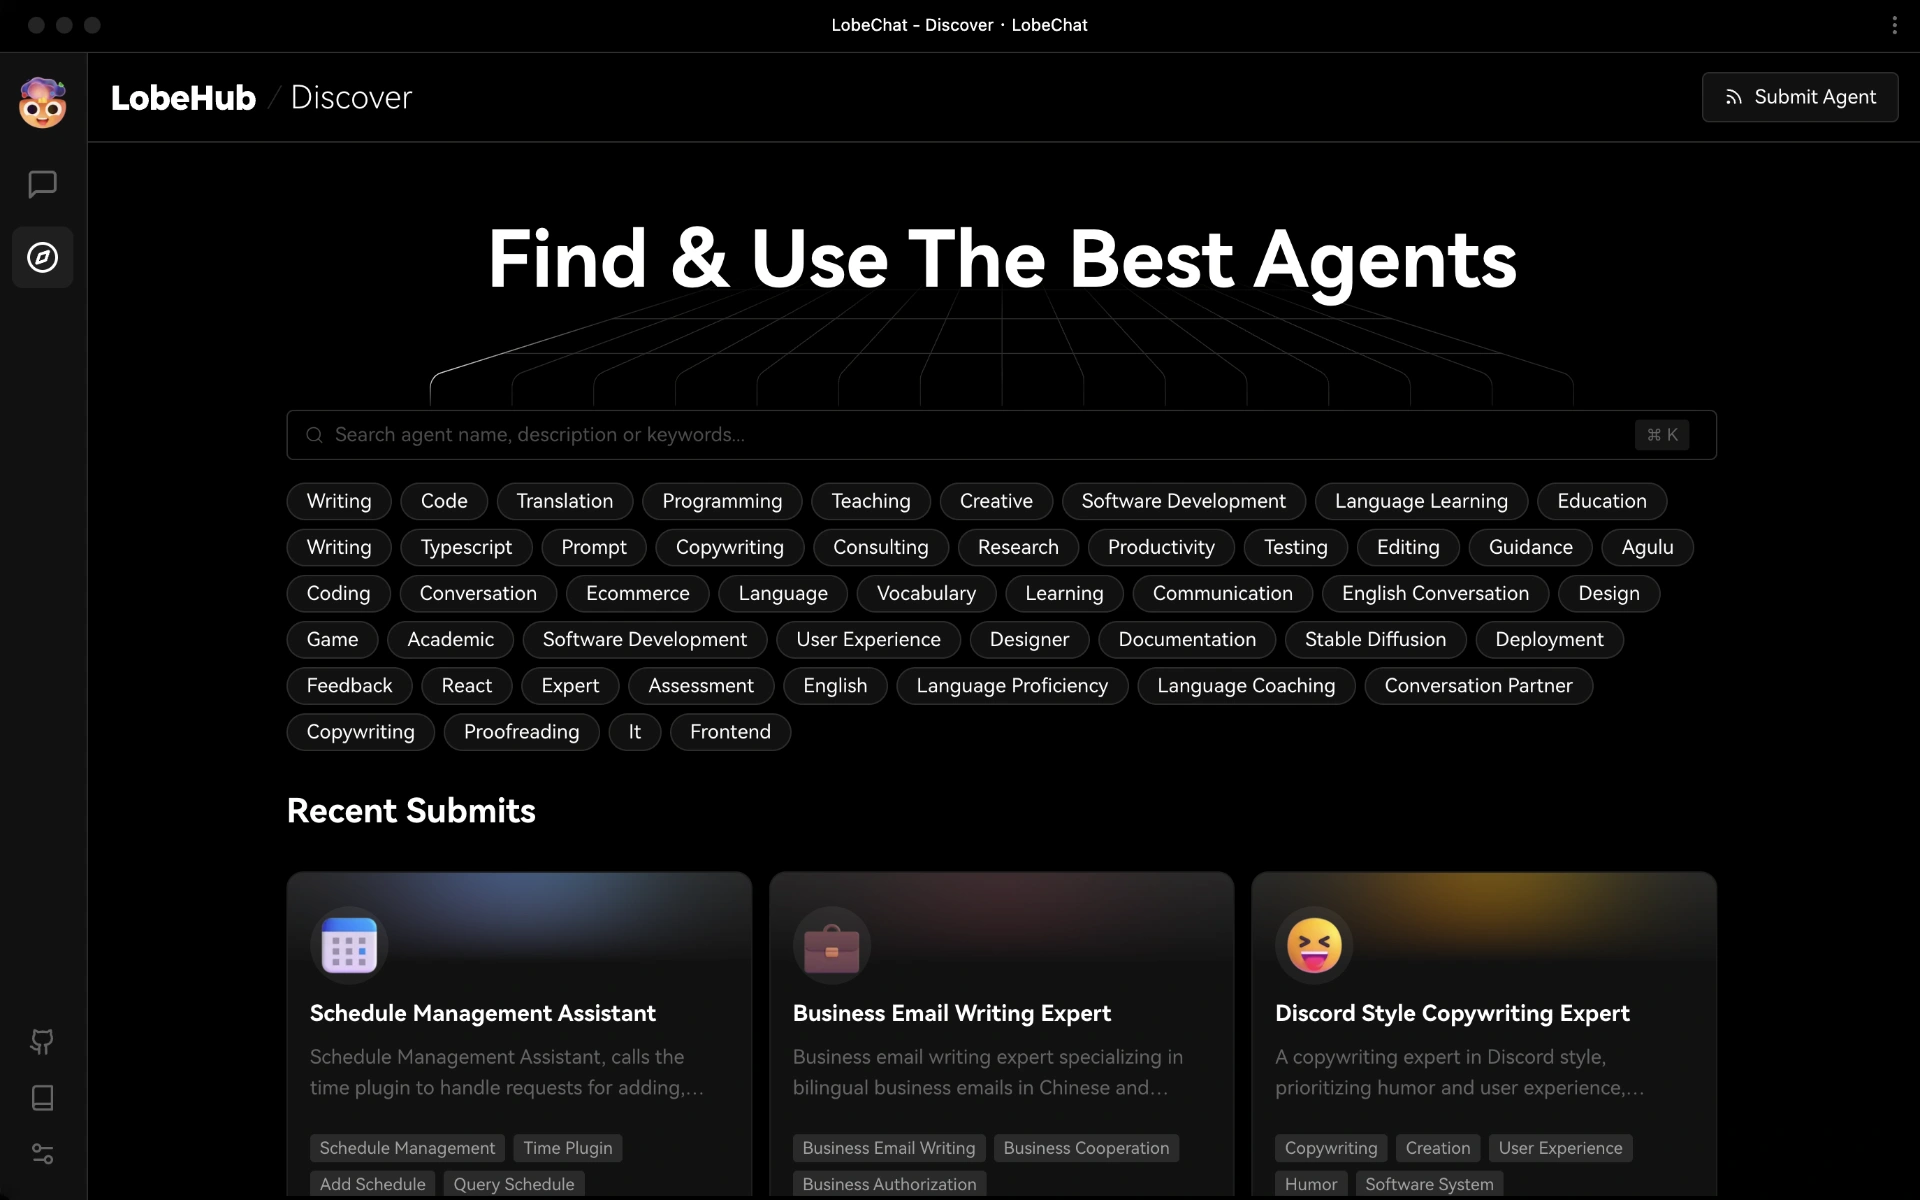 LobeChat - Discover · LobeChat
LobeHub / Discover
Submit Agent
Find & Use The Best Agents
Search agent name, description or keywords...
⌘ K
Writing Code Translation Programming Teaching Creative Software Development Language Learning Education
Writing Typescript Prompt Copywriting Consulting Research Productivity Testing Editing Guidance Agulu
Coding Conversation Ecommerce Language Vocabulary Learning Communication English Conversation Design
Game Academic Software Development User Experience Designer Documentation Stable Diffusion Deployment
Feedback React Expert Assessment English Language Proficiency Language Coaching Conversation Partner
Copywriting Proofreading It Frontend
Recent Submits
Schedule Management Assistant
Schedule Management Assistant, calls the
time plugin to handle requests for adding,...
Schedule Management Time Plugin
Add Schedule Query Schedule
Business Email Writing Expert
Business email writing expert specializing in
bilingual business emails in Chinese and...
Business Email Writing Business Cooperation
Business Authorization
Discord Style Copywriting Expert
A copywriting expert in Discord style,
prioritizing humor and user experience,...
Copywriting Creation User Experience
Humor Software System